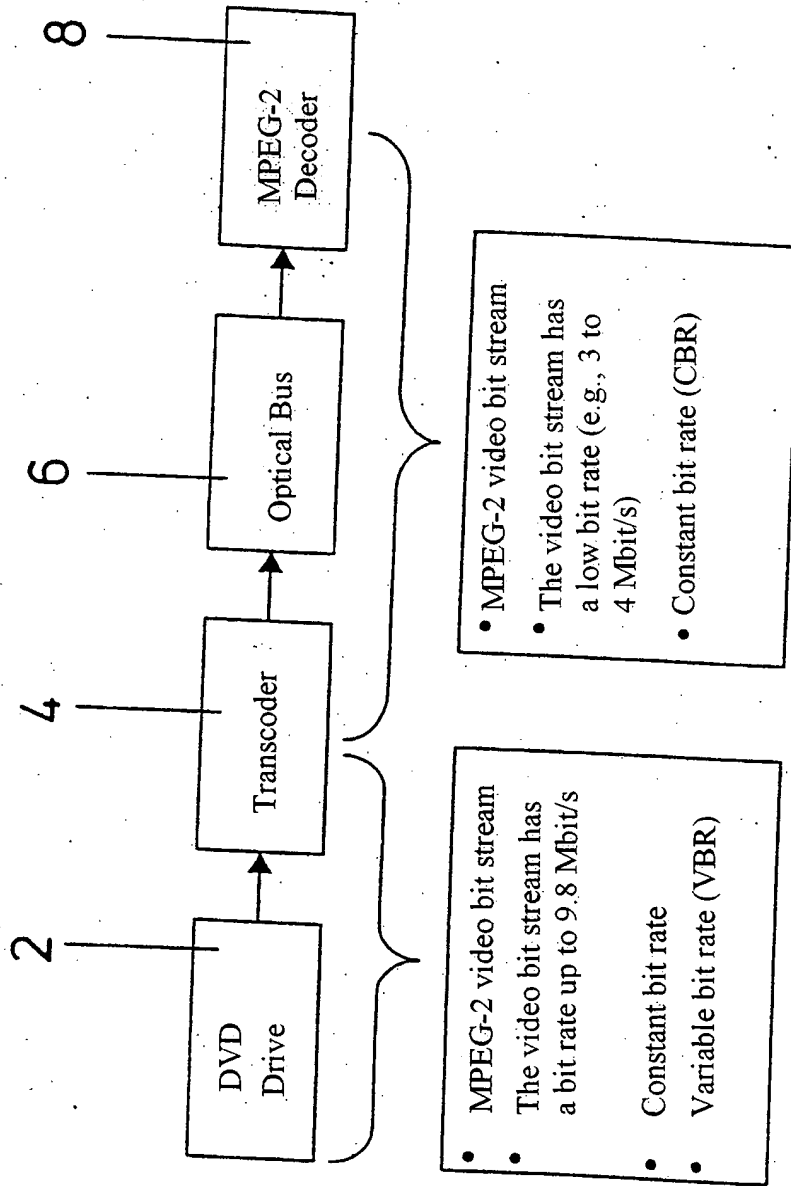 2
4
6
8
DVD
Drive
Transcoder
Optical Bus
MPEG-2
Decoder
• MPEG-2 video bit stream
• The video bit stream has
a bit rate up to 9.8 Mbit/s
• Constant bit rate
• Variable bit rate (VBR)
• MPEG-2 video bit stream
• The video bit stream has
a low bit rate (e.g., 3 to
4 Mbit/s)
• Constant bit rate (CBR)